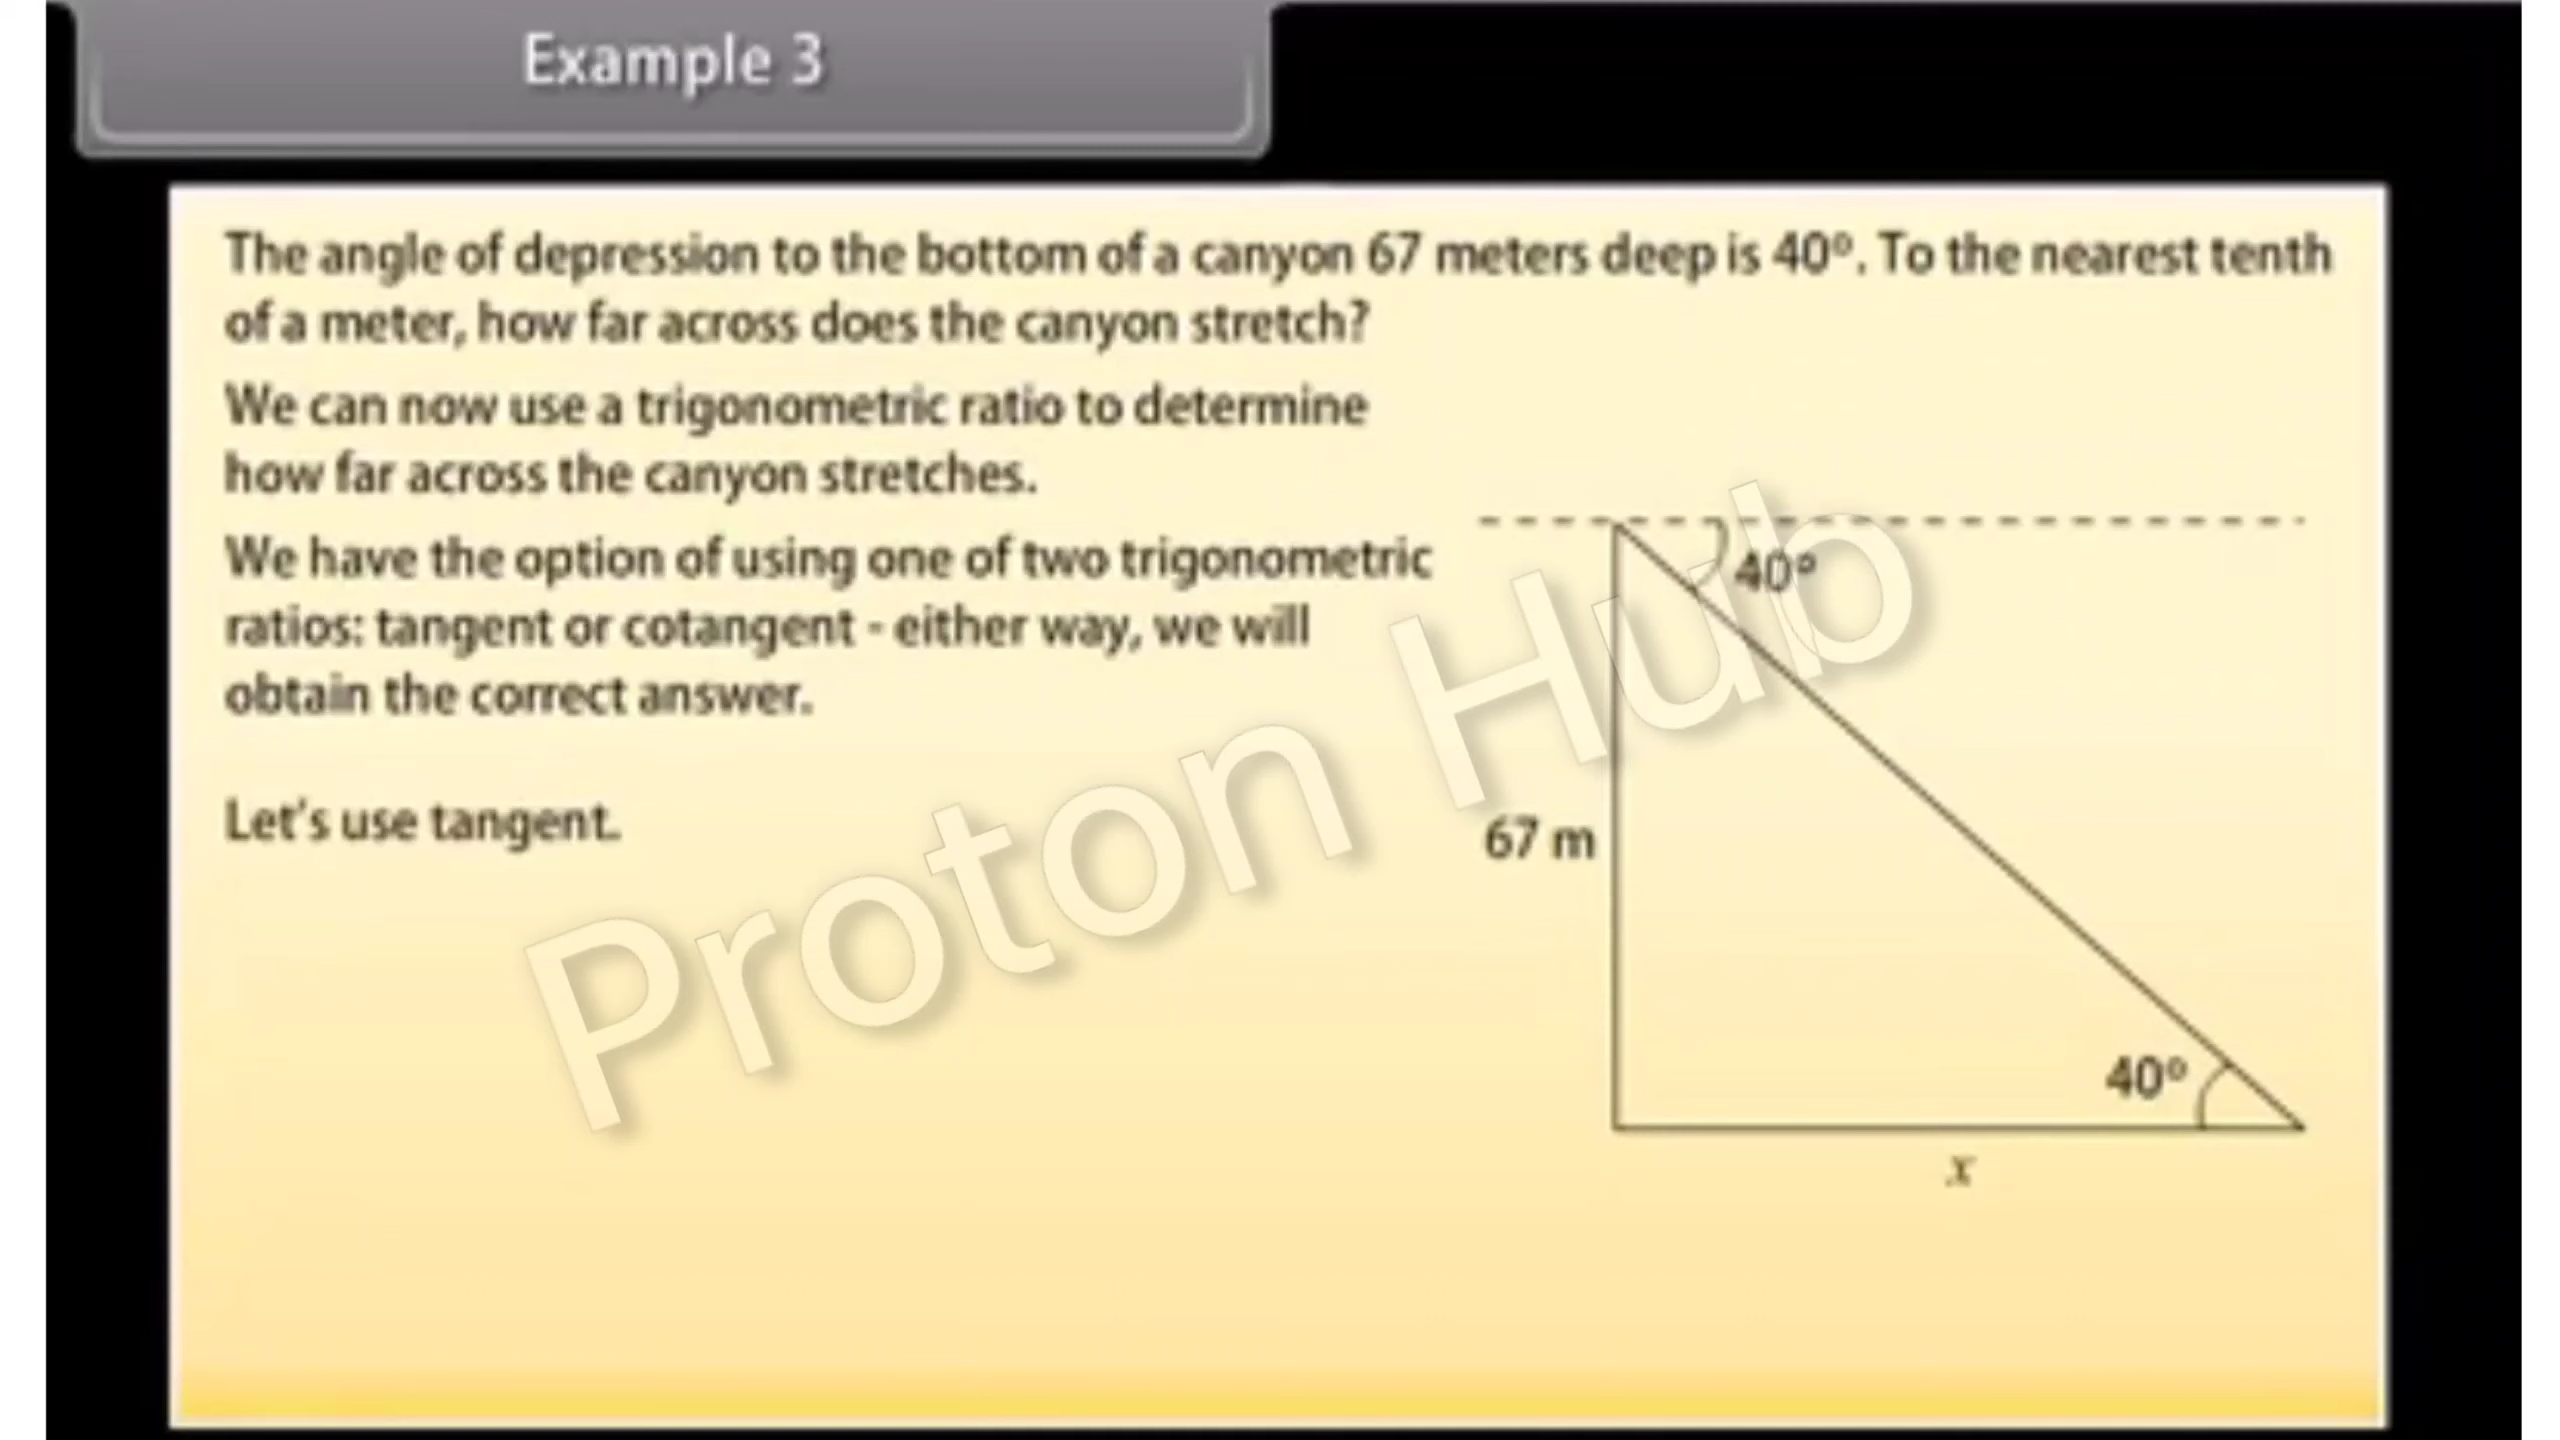 Example 3
The angle of depression to the bottom of a canyon 67 meters deep is 40º. To the nearest tenth
of a meter, how far across does the canyon stretch?
We can now use a trigonometric ratio to determine
how far across the canyon stretches.
We have the option of using one of two trigonometric
ratios: tangent or cotangent - either way, we will
obtain the correct answer.
Let's use tangent.
40º
67 m
40º
x
Proton Hub